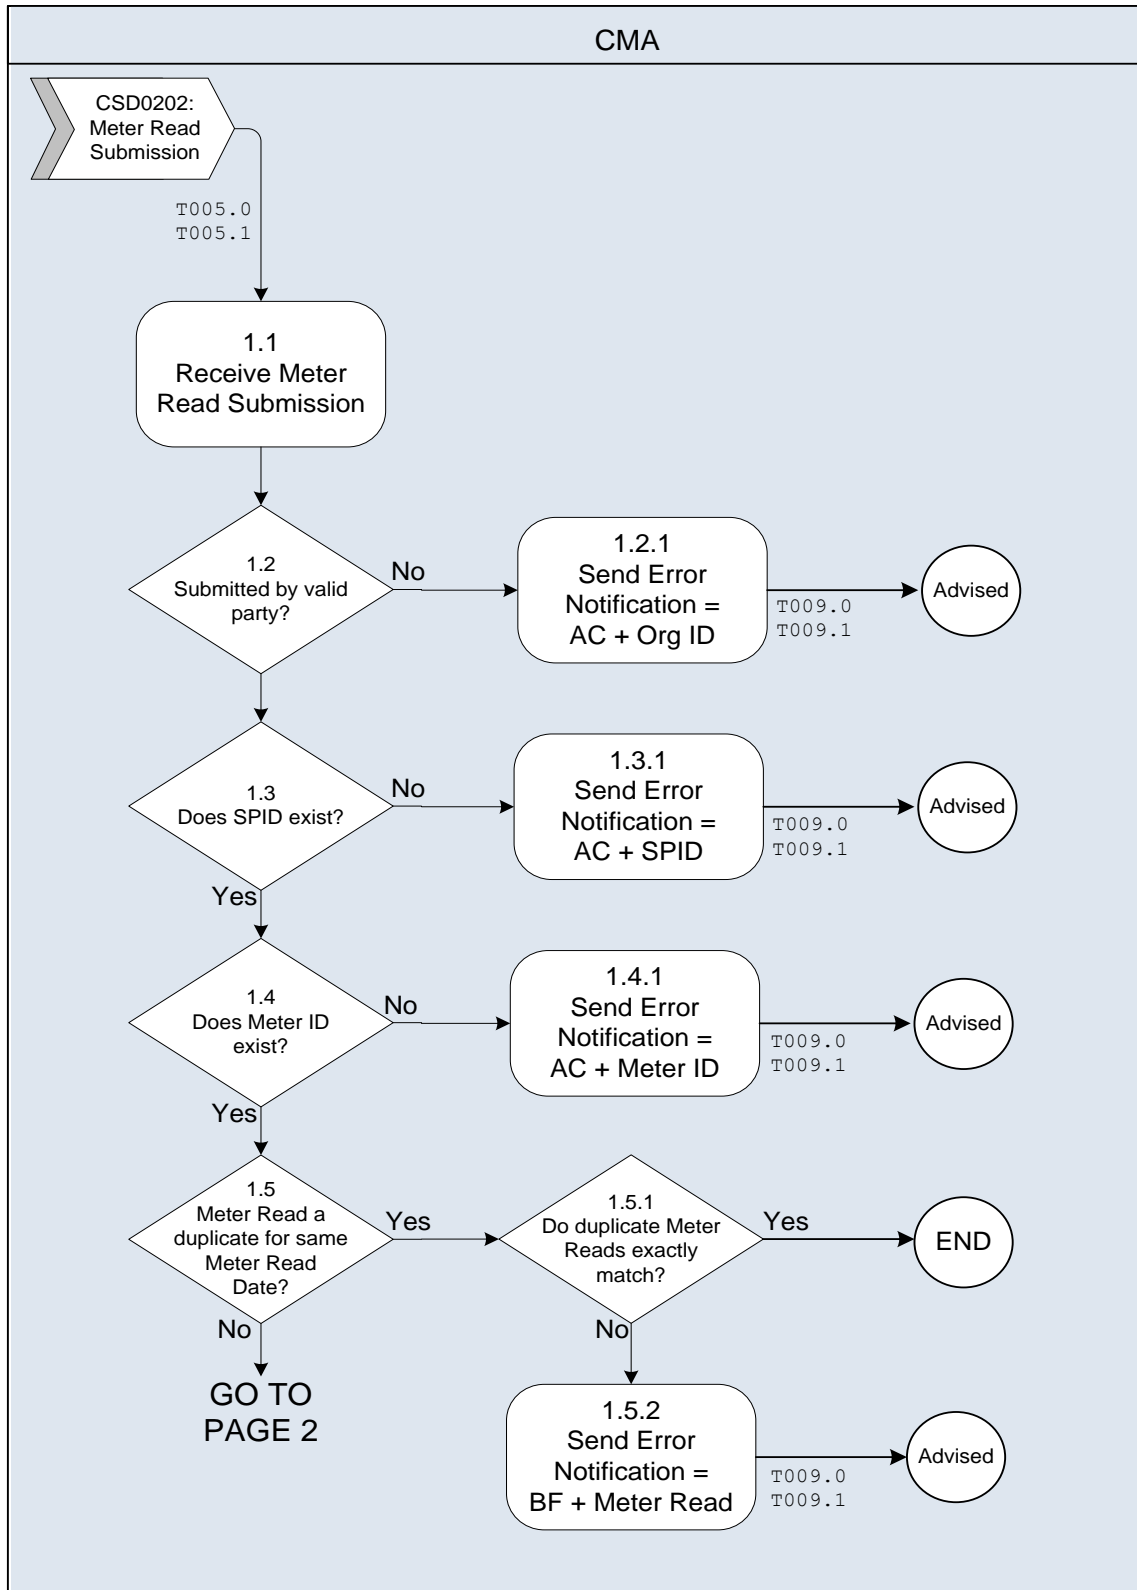 CMA
CSD0202:
Meter Read
Submission
T005.0
T005.1
1.1
Receive Meter
Read Submission
1.2
Submitted by valid
party?
No
1.2.1
Send Error
Notification =
AC + Org ID
T009.0
T009.1
Advised
1.3
Does SPID exist?
No
1.3.1
Send Error
Notification =
AC + SPID
T009.0
T009.1
Advised
Yes
1.4
Does Meter ID
exist?
No
1.4.1
Send Error
Notification =
AC + Meter ID
T009.0
T009.1
Advised
Yes
1.5
Meter Read a
duplicate for same
Meter Read
Date?
Yes
1.5.1
Do duplicate Meter
Reads exactly
match?
Yes
END
No
GO TO
PAGE 2
No
1.5.2
Send Error
Notification =
BF + Meter Read
T009.0
T009.1
Advised